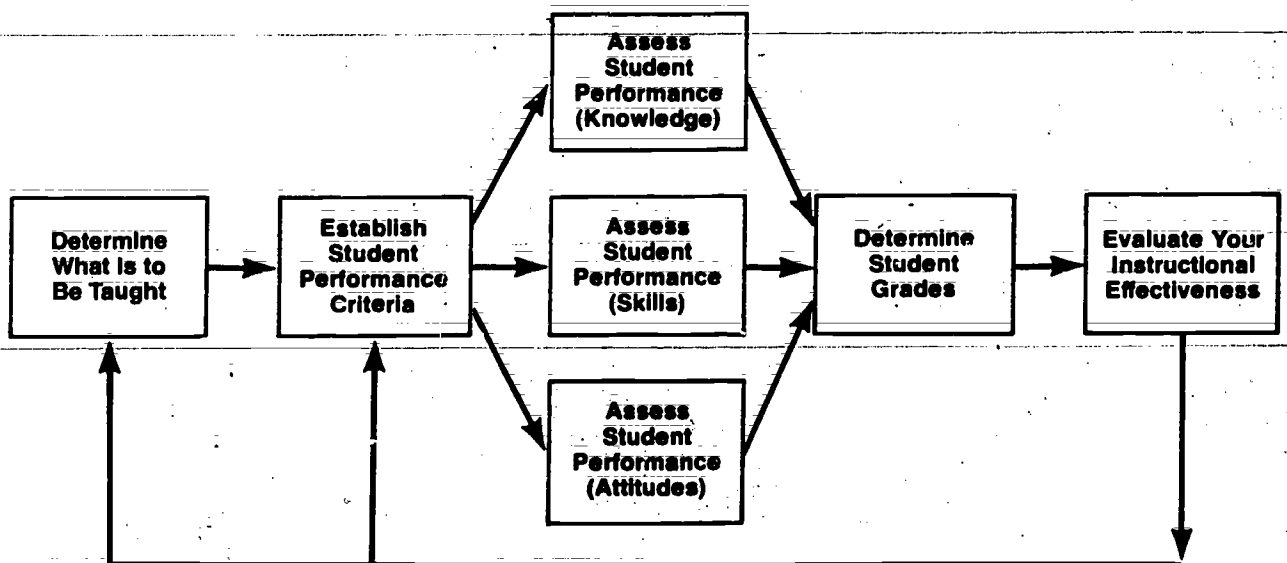 Determine
What Is to
Be Taught
Establish
Student
Performance
Criteria
Assess
Student
Performance
(Knowledge)
Assess
Student
Performance
(Skills)
Assess
Student
Performance
(Attitudes)
Determine
Student
Grades
Evaluate Your
Instructional
Effectiveness